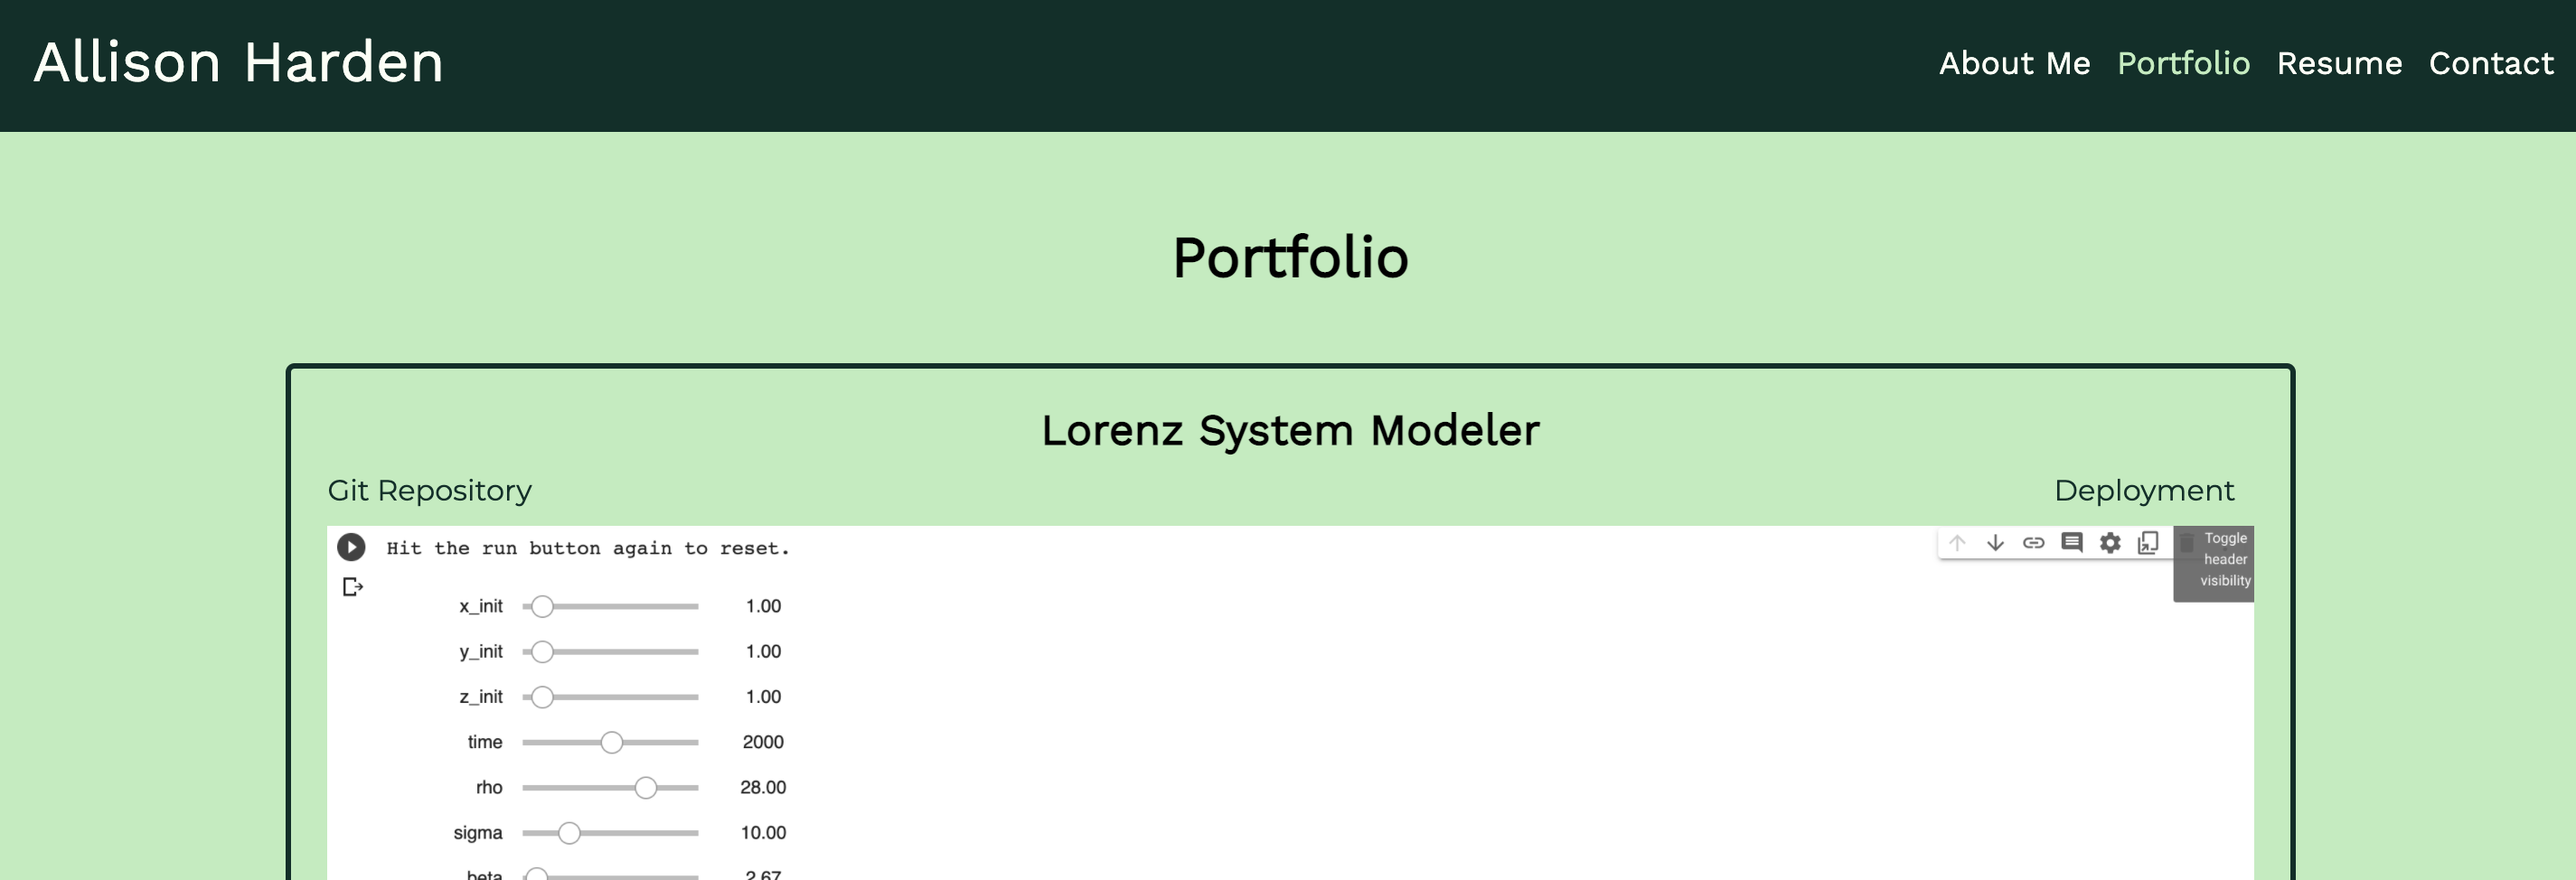 Allison Harden
About Me Portfolio Resume Contact
Portfolio
Lorenz System Modeler
Git Repository
Deployment
Hit the run button again to reset.
Toggle
header
visibility
x_init 1.00
y_init 1.00
z_init 1.00
time 2000
rho 28.00
sigma 10.00
beta 2.67